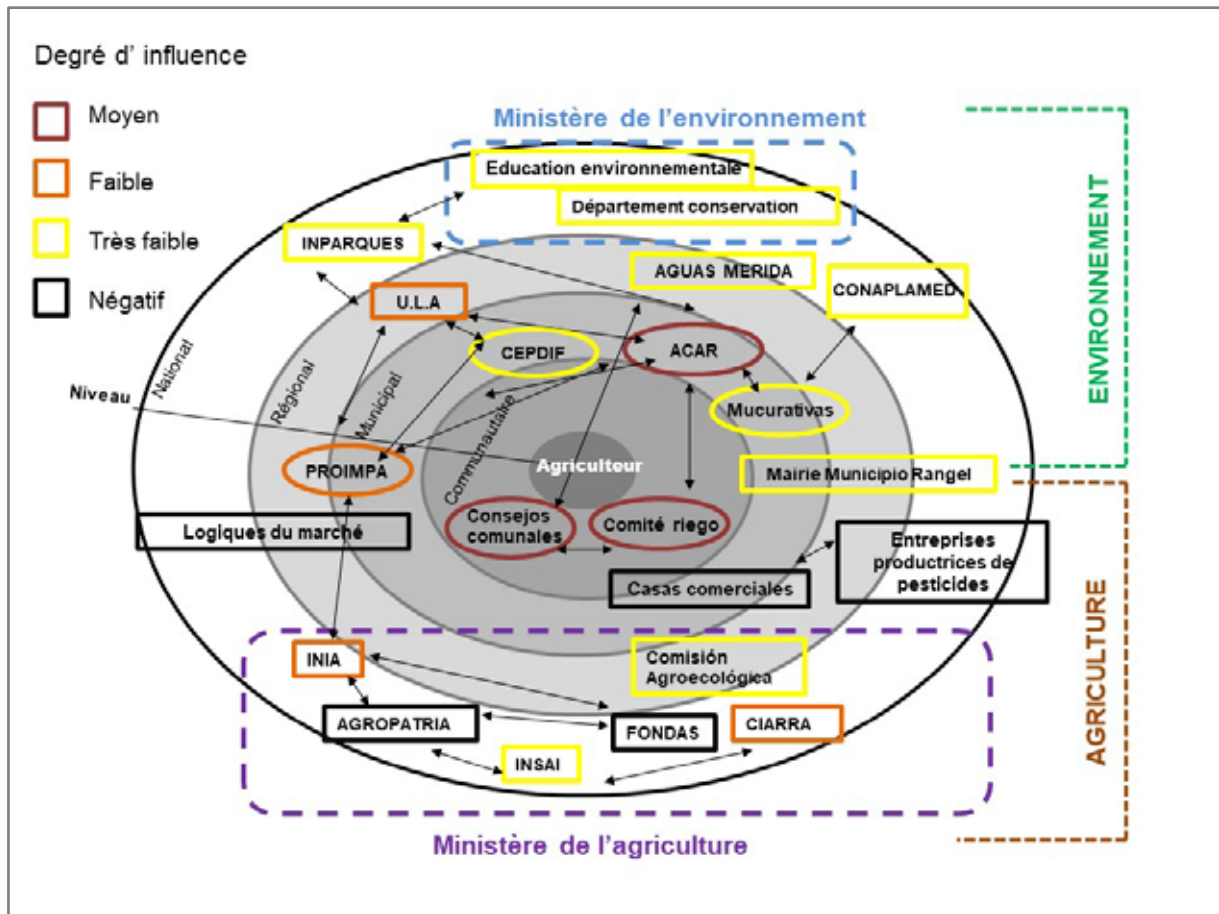 Degré d' influence
Moyen
Faible
Très faible
Négatif
Ministère de l'environnement
Education environnementale
Département conservation
INPARQUES
AGUAS MERIDA
CONAPLAMED
U.L.A
CEPDIF
ACAR
Mucurativas
ENVIRONNEMENT
Niveau
National
Régional
Municipal
Communautaire
Agriculteur
PROIMPA
Mairie Municipio Rangel
Logiques du marché
Consejos
comunales
Comité riego
Entreprises
productrices de
pesticides
Casas comerciales
INIA
Comisión
Agroecológica
AGROPATRIA
FONDAS
CIARRA
INSAI
AGRICULTURE
Ministère de l'agriculture